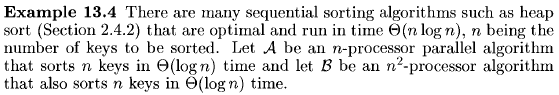 Example 13.4 There are many sequential sorting algorithms such as heap
sort (Section 2.4.2) that are optimal and run in time Θ(n log n), n being the
number of keys to be sorted. Let 𝒜 be an n-processor parallel algorithm
that sorts n keys in Θ(log n) time and let ℬ be an n²-processor algorithm
that also sorts n keys in Θ(log n) time.